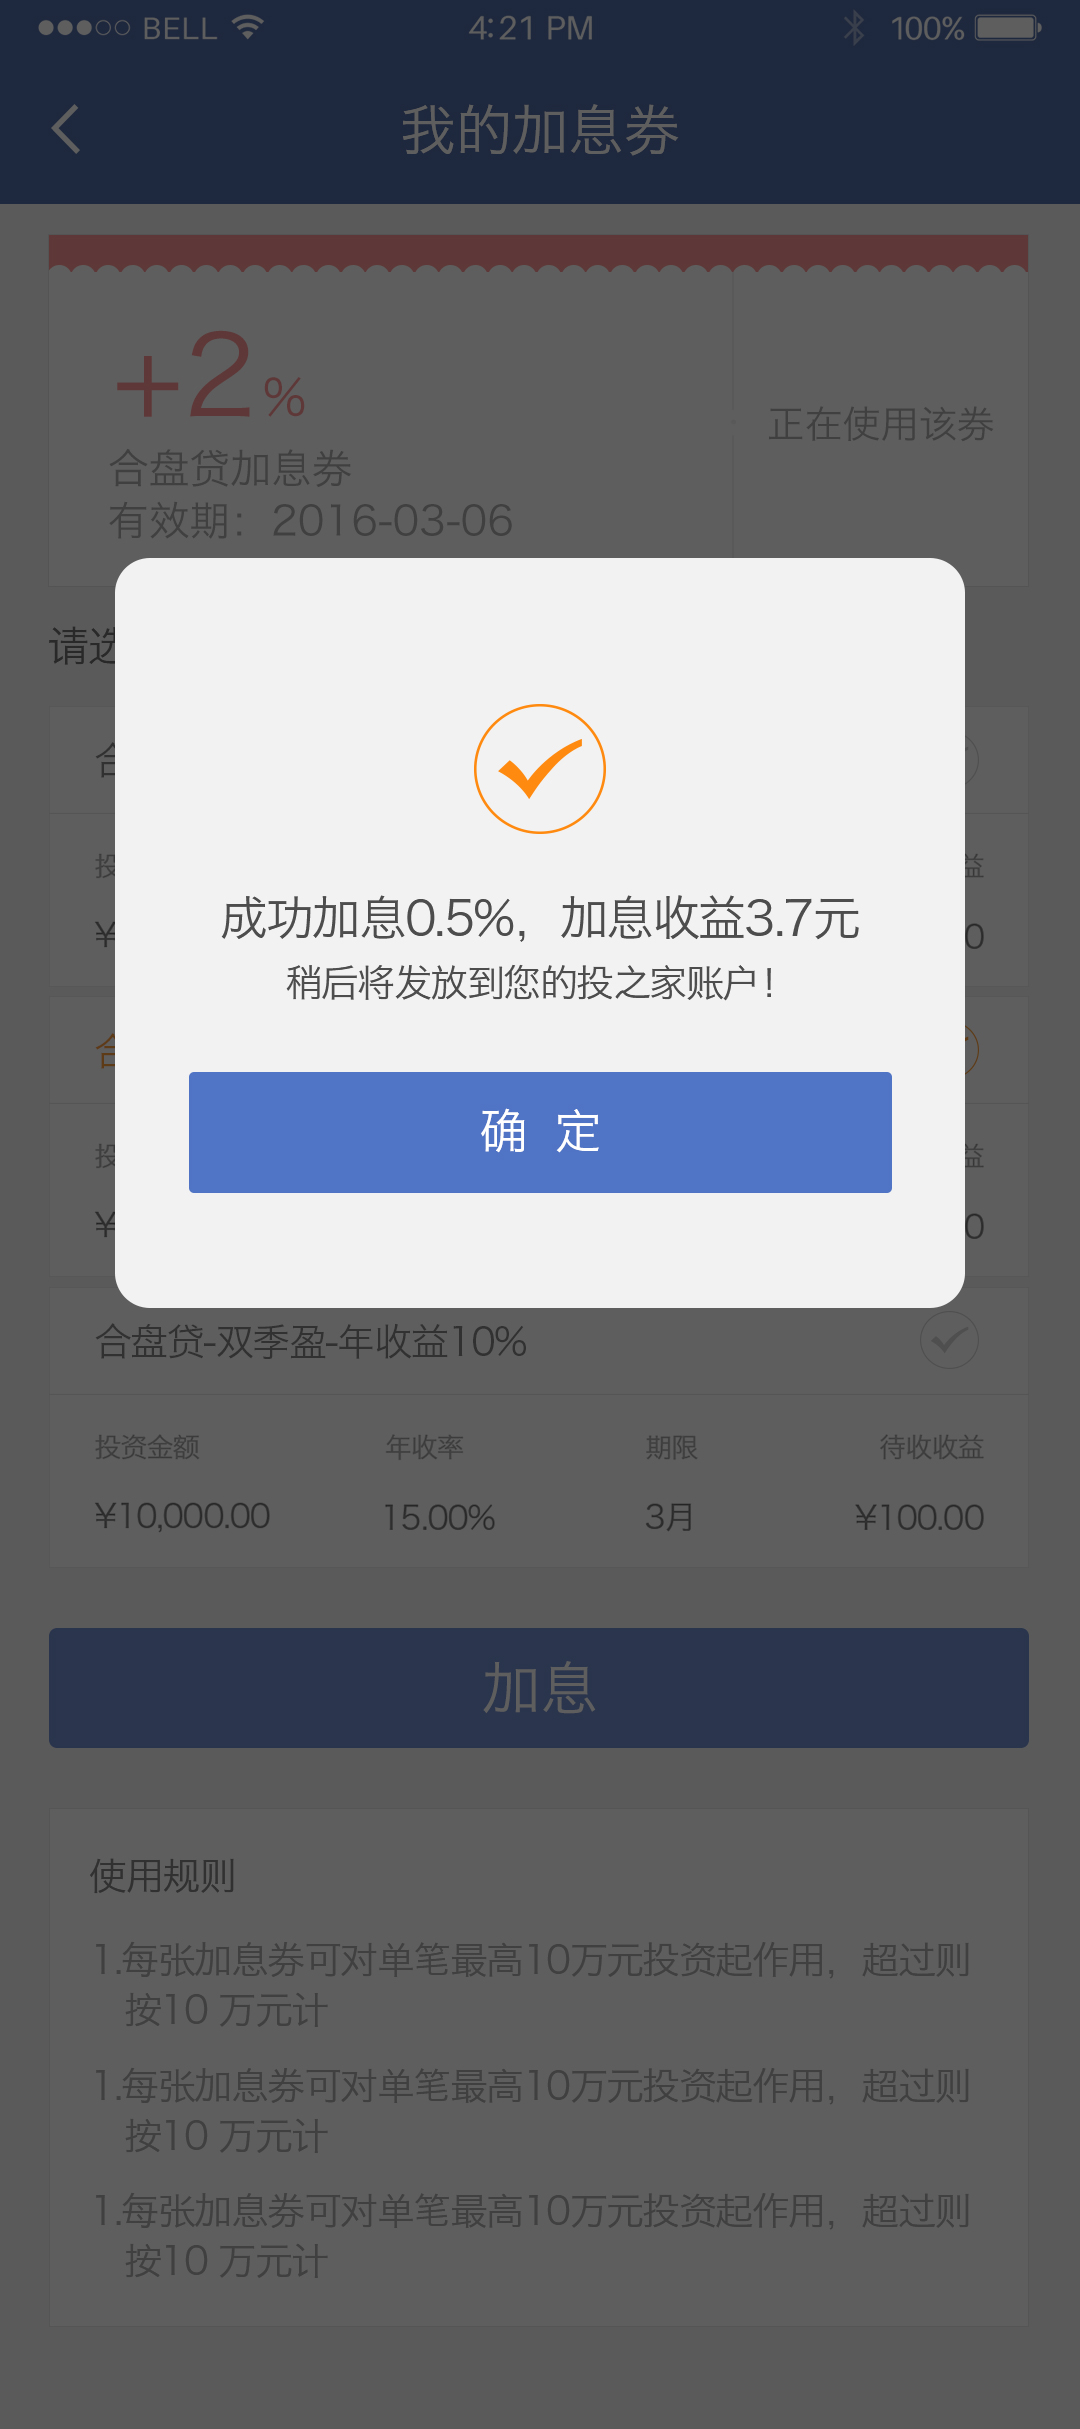 BELL 4:21 PM 100%
我的加息券
+2%
正在使用该券
合盘贷加息券
有效期：2016-03-06
请选
合
投 益
¥ 0
成功加息0.5%，加息收益3.7元
稍后将发放到您的投之家账户！
合
投 益
确 定
¥ 0
合盘贷-双季盈-年收益10%
投资金额 年收率 期限 待收收益
¥10,000.00 15.00% 3月 ¥100.00
加息
使用规则
1.每张加息券可对单笔最高10万元投资起作用，超过则
按10 万元计
1.每张加息券可对单笔最高10万元投资起作用，超过则
按10 万元计
1.每张加息券可对单笔最高10万元投资起作用，超过则
按10 万元计